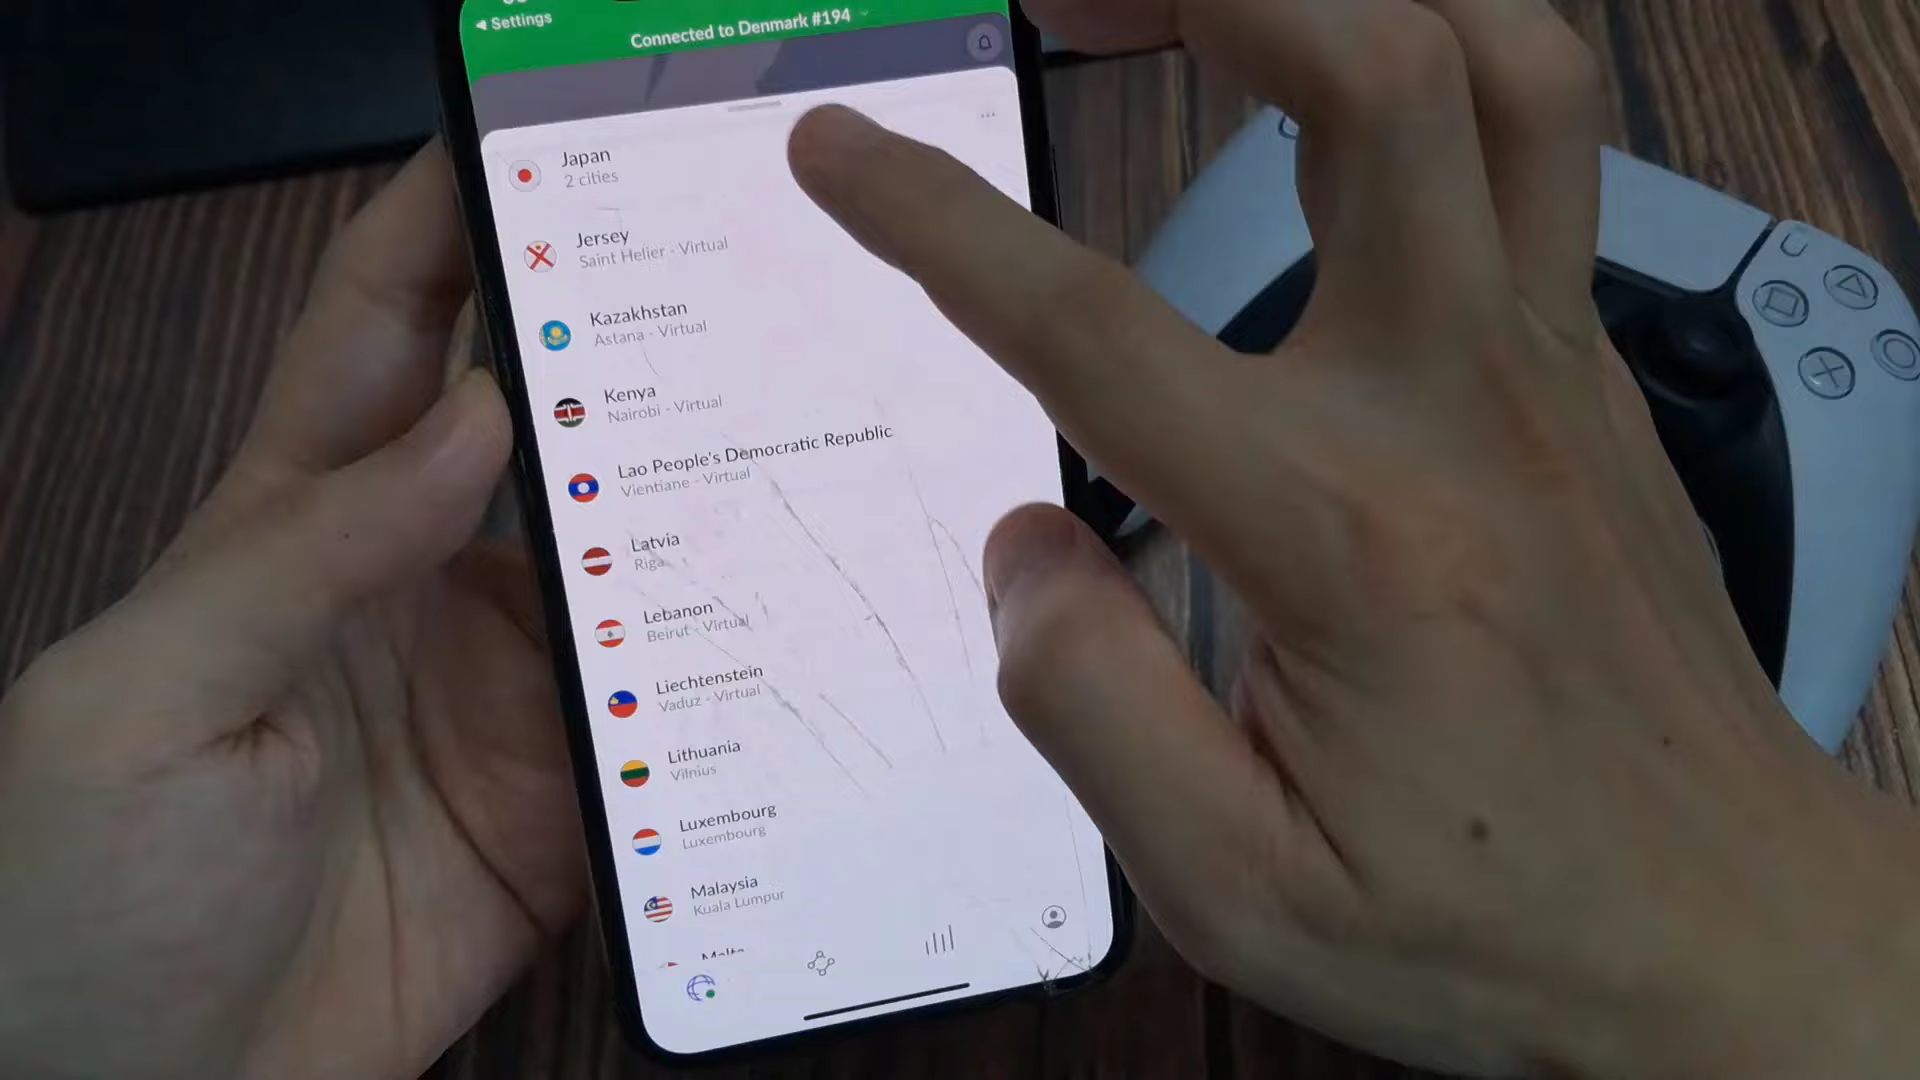 ◀ Settings
Connected to Denmark #194
Japan
2 cities
Jersey
Saint Helier - Virtual
Kazakhstan
Astana - Virtual
Kenya
Nairobi - Virtual
Lao People's Democratic Republic
Vientiane - Virtual
Latvia
Riga
Lebanon
Beirut - Virtual
Liechtenstein
Vaduz - Virtual
Lithuania
Vilnius
Luxembourg
Luxembourg
Malaysia
Kuala Lumpur